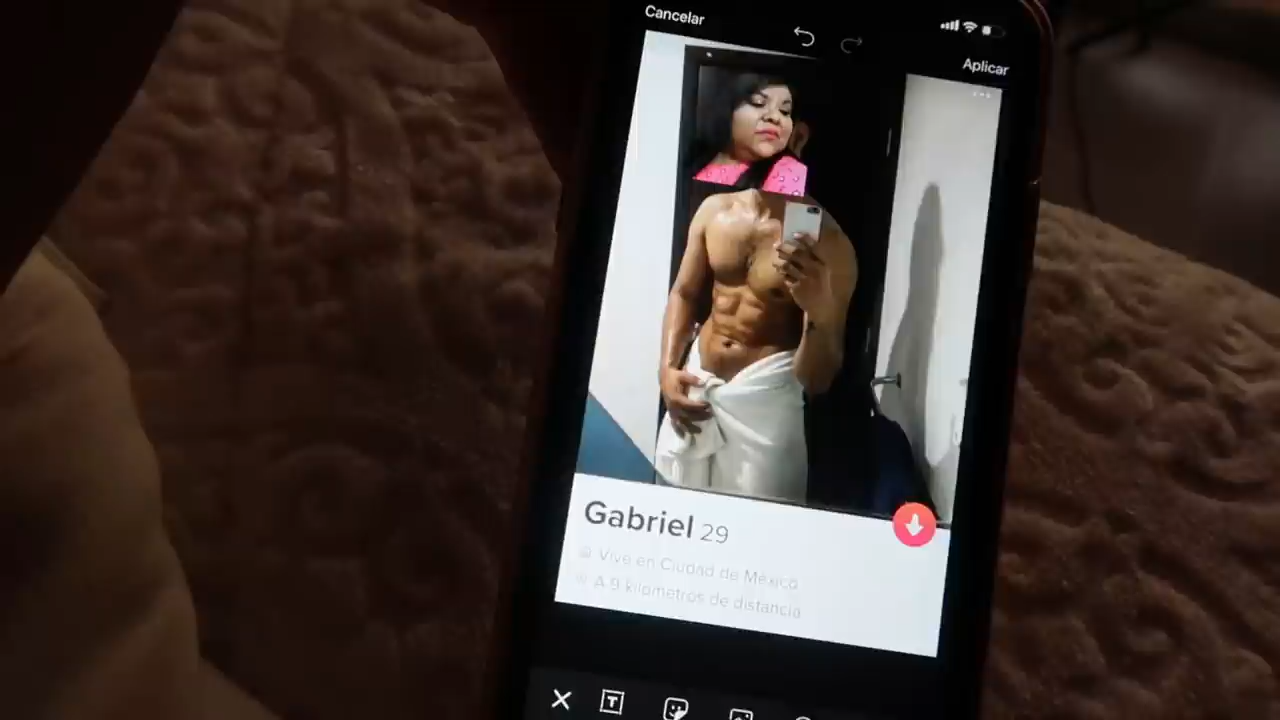 Cancelar
Aplicar
Gabriel 29
Vive en Ciudad de México
A 9 kilómetros de distancia
T